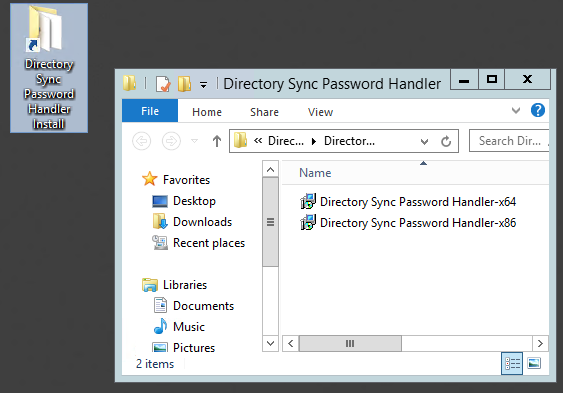 Directory
Sync
Password
Handler
Install
Directory Sync Password Handler
File Home Share View
« Direc... Director... Search Dir...
Favorites
Desktop
Downloads
Recent places
Libraries
Documents
Music
Pictures
Name
Directory Sync Password Handler-x64
Directory Sync Password Handler-x86
2 items